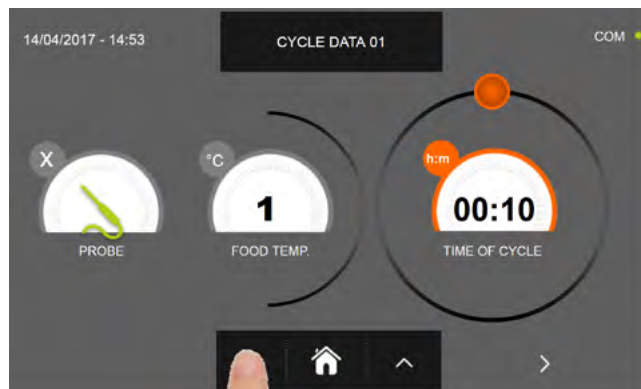 14/04/2017 - 14:53
CYCLE DATA 01
COM
X
°C
h:m
1
00:10
PROBE
FOOD TEMP.
TIME OF CYCLE